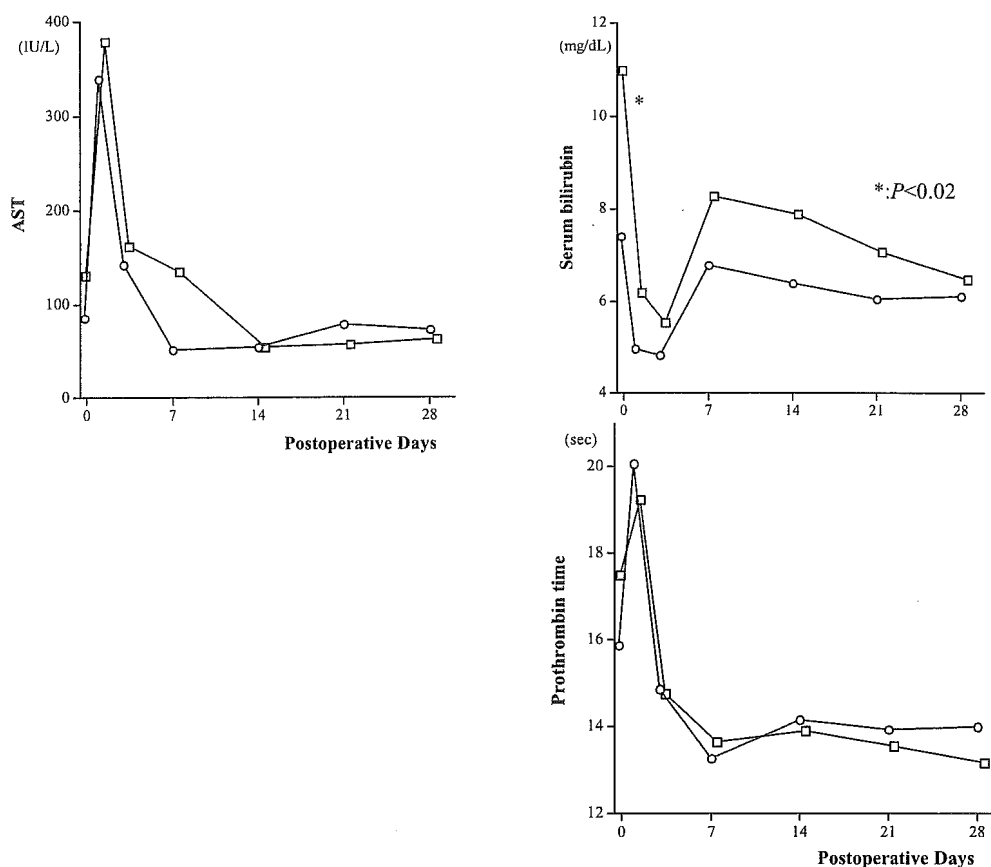 400
(IU/L)
300
200
100
0
AST
0 7 14 21 28
Postoperative Days
12
(mg/dL)
10
8
6
4
Serum bilirubin
*
*:P<0.02
0 7 14 21 28
(sec)
20
18
16
14
12
Prothrombin time
0 7 14 21 28
Postoperative Days